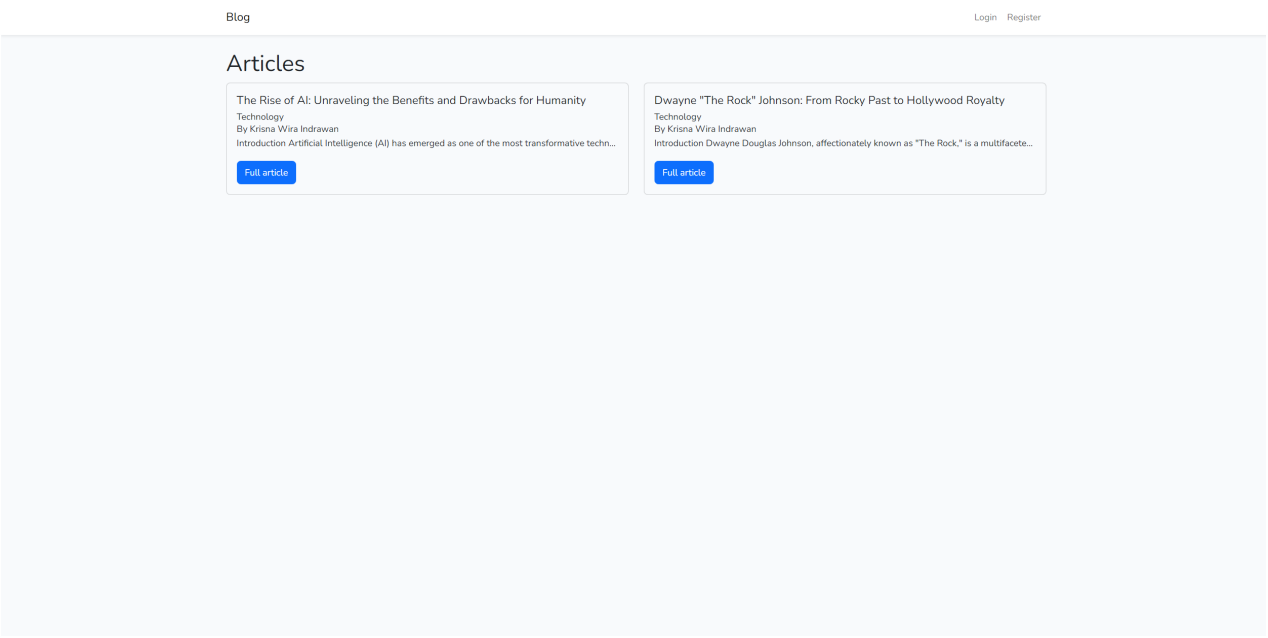 Blog
Login Register
Articles
The Rise of AI: Unraveling the Benefits and Drawbacks for Humanity
Technology
By Krisna Wira Indrawan
Introduction Artificial Intelligence (AI) has emerged as one of the most transformative techn...
Full article
Dwayne "The Rock" Johnson: From Rocky Past to Hollywood Royalty
Technology
By Krisna Wira Indrawan
Introduction Dwayne Douglas Johnson, affectionately known as "The Rock," is a multifacete...
Full article